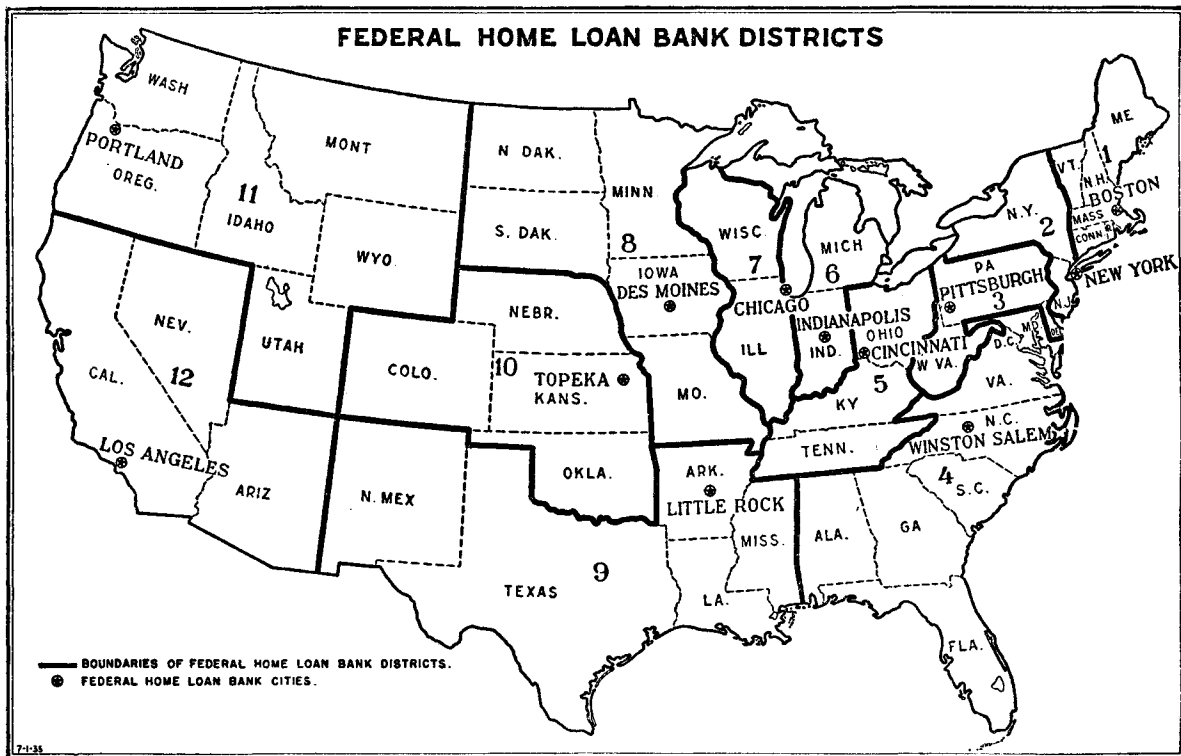 FEDERAL HOME LOAN BANK DISTRICTS
WASH
PORTLAND
OREG.
11
IDAHO
MONT
WYO.
N DAK.
S. DAK.
MINN
8
IOWA
DES MOINES
WISC.
7
MICH
6
CHICAGO
ILL
INDIANAPOLIS
IND.
OHIO
CINCINNATI
5
KY
TENN.
W VA.
PA
PITTSBURGH
3
N.Y.
2
NEW YORK
N.J.
VT.
N.H.
ME
1
BOSTON
MASS
CONN
R.I.
DEL
MD.
D.C.
VA.
N.C.
WINSTON SALEM
4
S.C.
GA
ALA.
FLA.
MISS.
LA.
ARK.
LITTLE ROCK
MO.
NEBR.
10
TOPEKA
KANS.
COLO.
OKLA.
TEXAS
9
N. MEX
ARIZ
UTAH
NEV.
12
CAL.
LOS ANGELES
BOUNDARIES OF FEDERAL HOME LOAN BANK DISTRICTS.
FEDERAL HOME LOAN BANK CITIES.
7-1-35